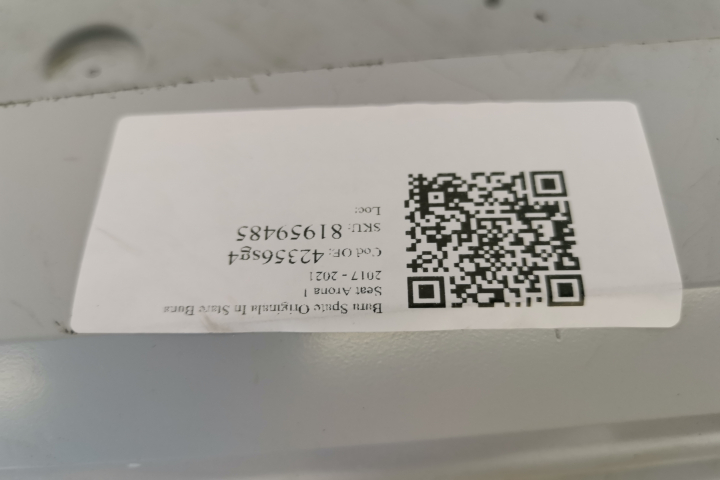 Bara Spate Originala In Stare Buna
Seat Arona 1
2017 - 2021
Cod OE: 42356sg4
SKU: 81959485
Loc: